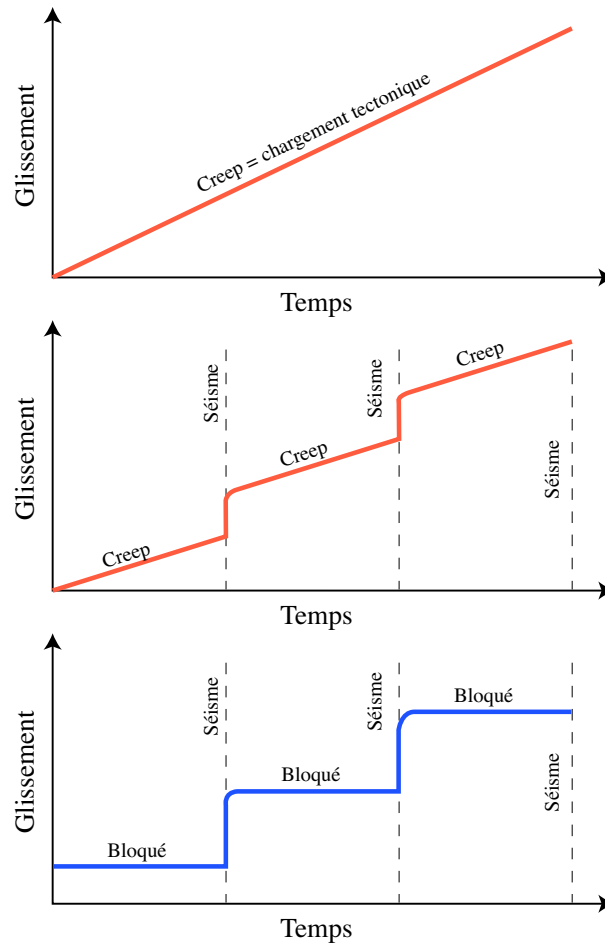 Glissement
Creep = chargement tectonique
Temps
Glissement
Creep
Séisme
Creep
Séisme
Creep
Séisme
Temps
Glissement
Bloqué
Séisme
Bloqué
Séisme
Bloqué
Séisme
Temps